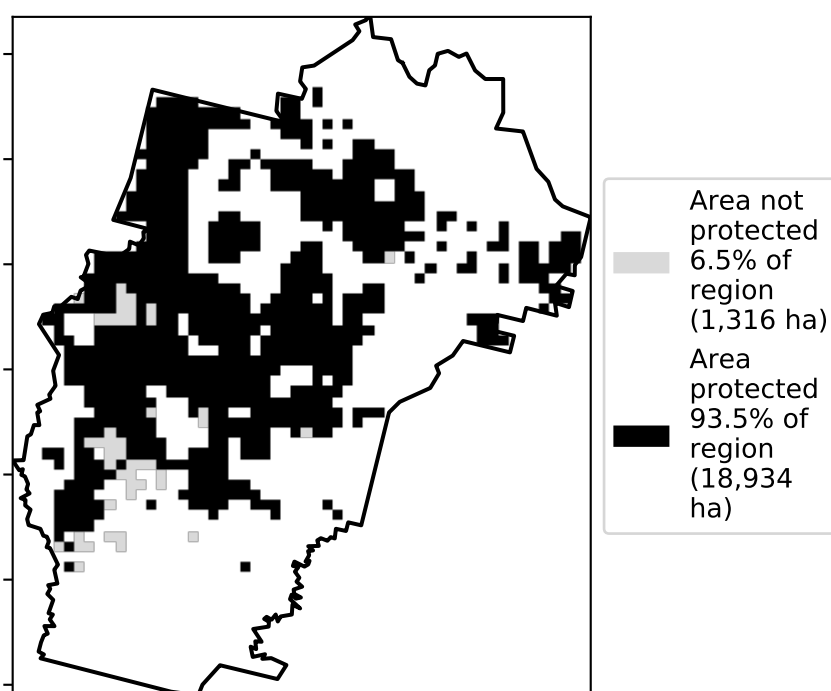 Area not
protected
6.5% of
region
(1,316 ha)
Area
protected
93.5% of
region
(18,934
ha)